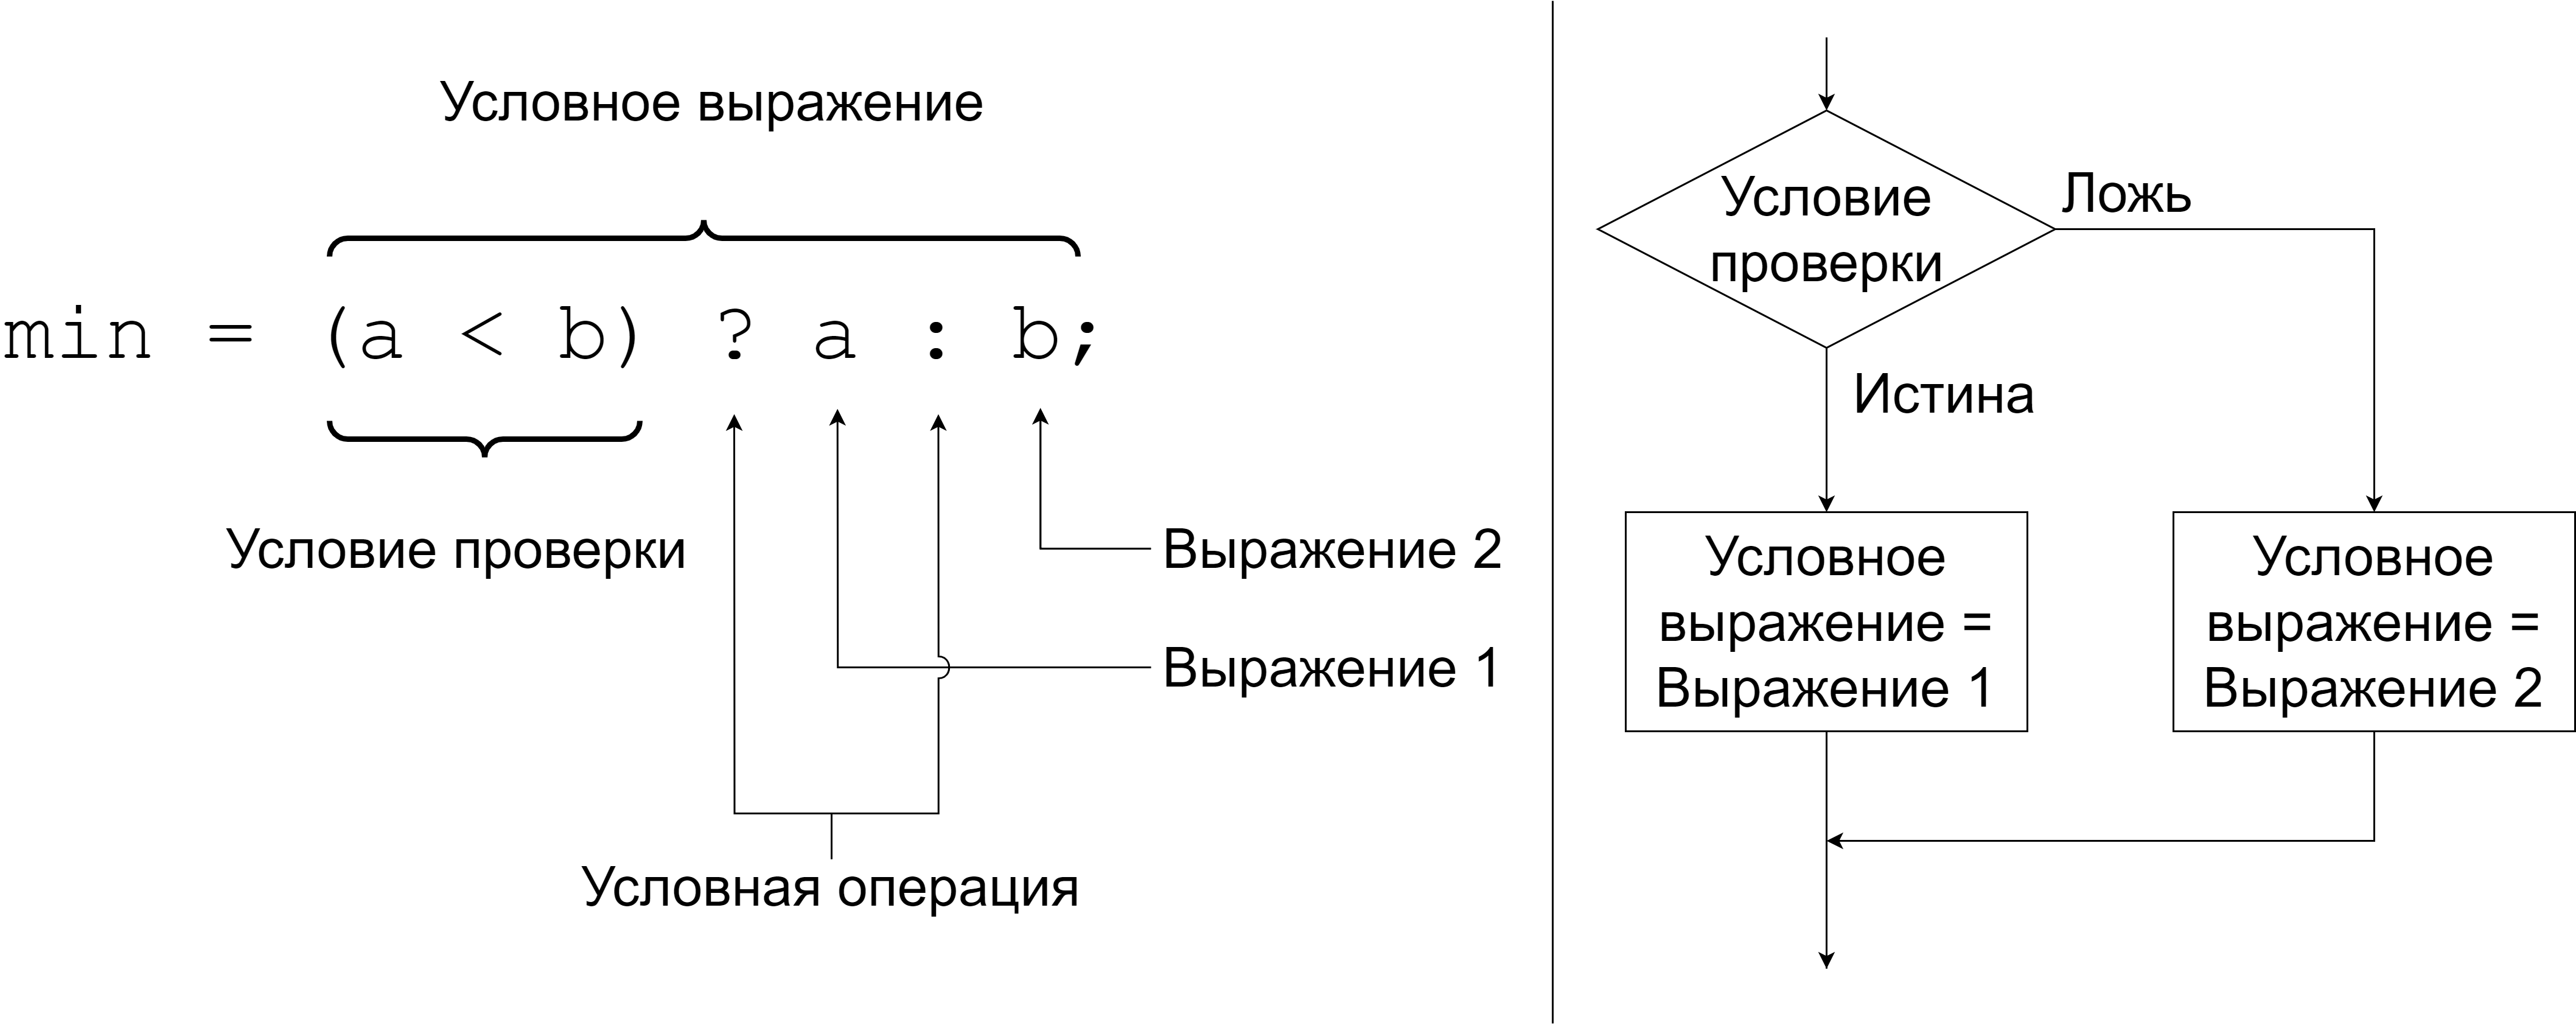 Условное выражение
min = (a < b) ? a : b;
Условие проверки
Выражение 2
Выражение 1
Условная операция
Условие
проверки
Ложь
Истина
Условное
выражение =
Выражение 1
Условное
выражение =
Выражение 2